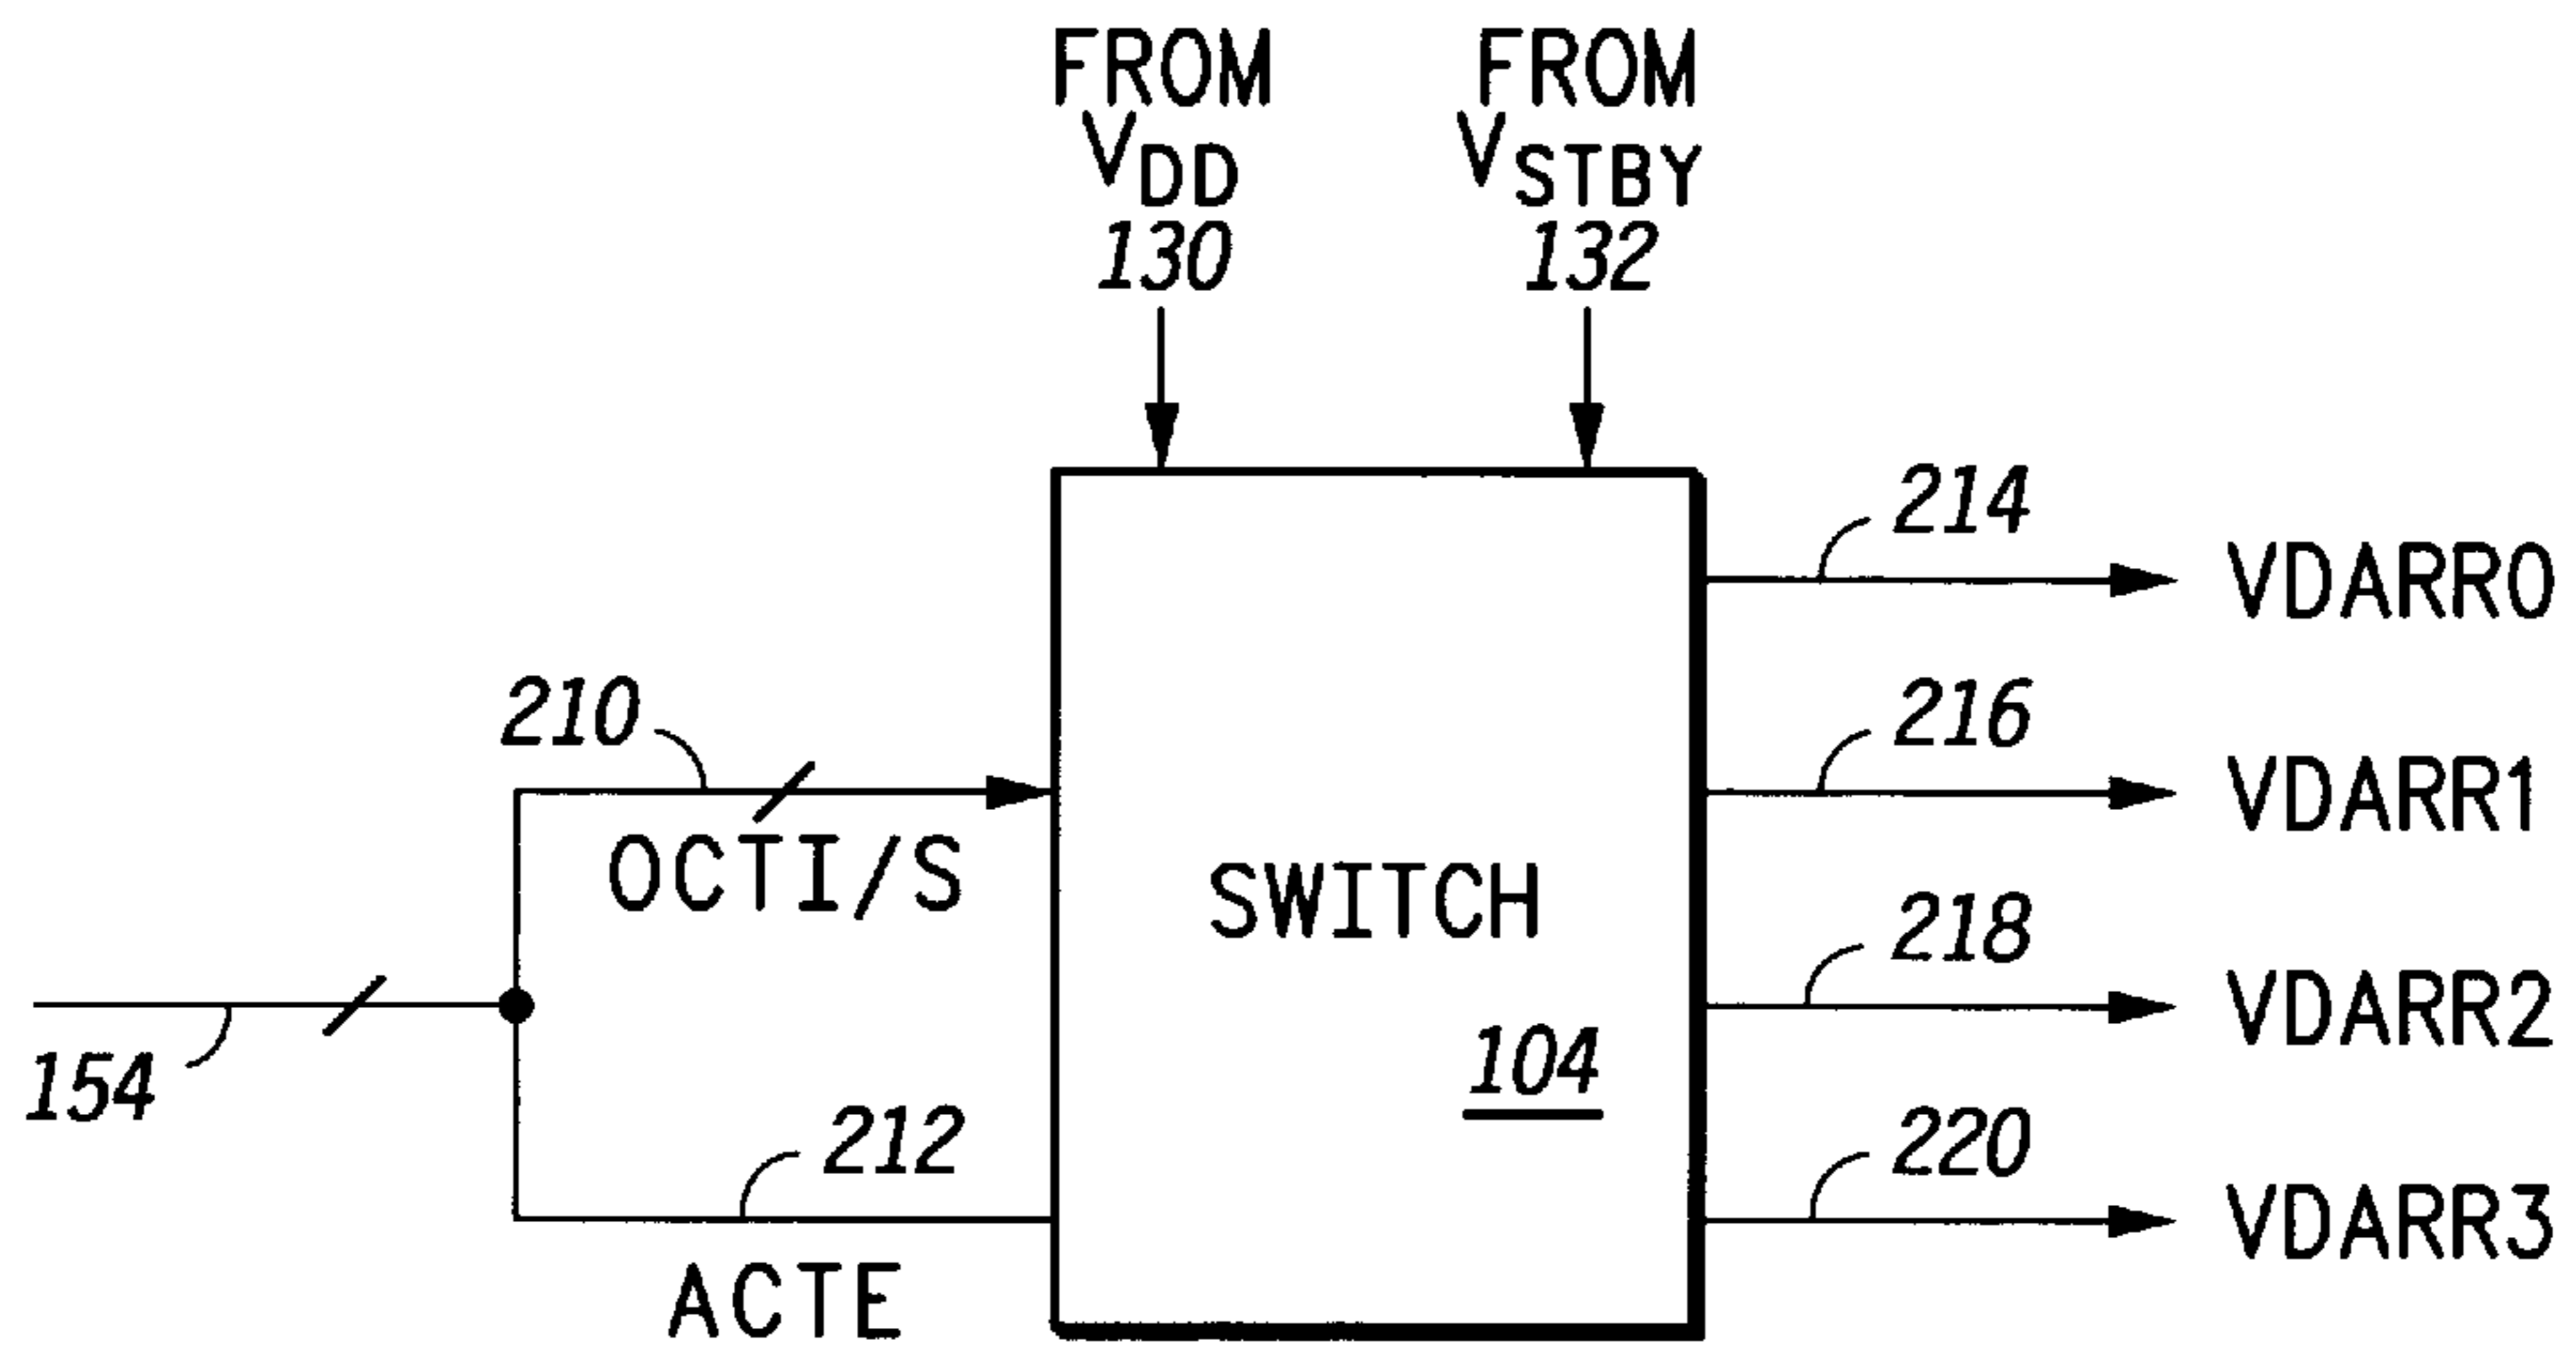 FROM
VDD
130
FROM
VSTBY
132
214
VDARR0
210
OCTI/S
216
VDARR1
SWITCH
104
218
VDARR2
154
212
ACTE
220
VDARR3